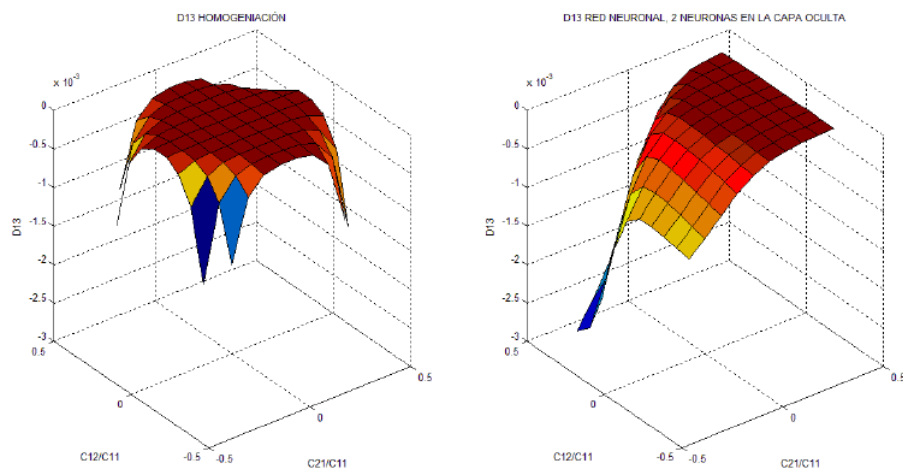 D13 HOMOGENIACIÓN
x 10^-3
0
-0.5
-1
-1.5
-2
-2.5
-3
D13
0.5
0
-0.5
C12/C11
-0.5
0
0.5
C21/C11
D13 RED NEURONAL, 2 NEURONAS EN LA CAPA OCULTA
x 10^-3
0
-0.5
-1
-1.5
-2
-2.5
-3
D13
0.5
0
-0.5
C12/C11
-0.5
0
0.5
C21/C11